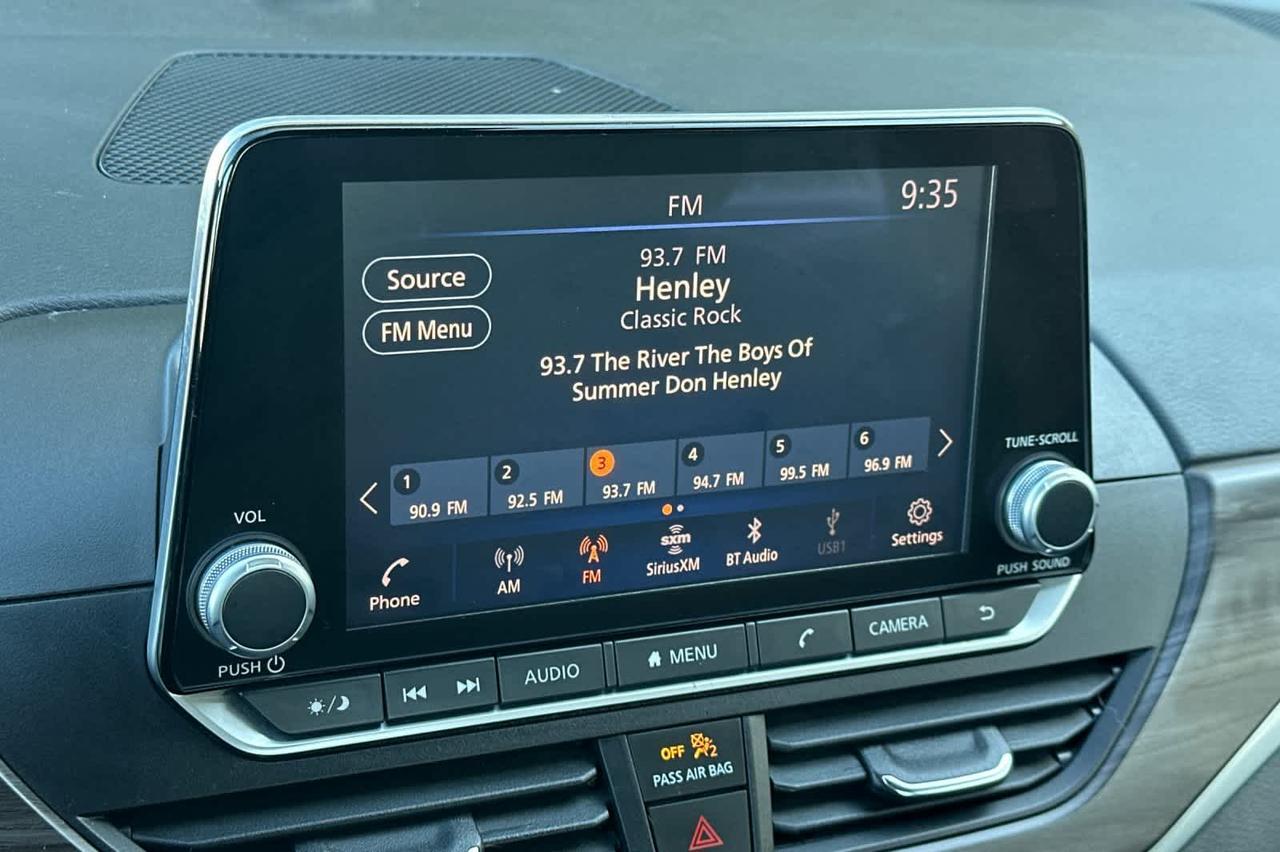 FM
9:35
Source
FM Menu
93.7 FM
Henley
Classic Rock
93.7 The River The Boys Of
Summer Don Henley
1
90.9 FM
2
92.5 FM
3
93.7 FM
4
94.7 FM
5
99.5 FM
6
96.9 FM
Phone
AM
A
FM
sxm
SiriusXM
BT Audio
USB1
Settings
VOL
PUSH
TUNE·SCROLL
PUSH SOUND
AUDIO
MENU
CAMERA
OFF
2
PASS AIR BAG